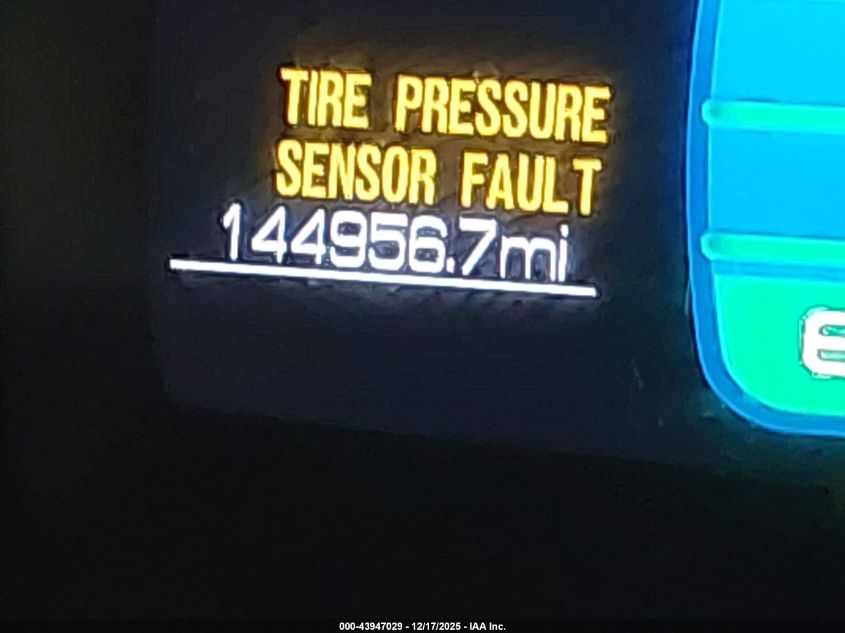 TIRE PRESSURE
SENSOR FAULT
144956.7mi
E
000-43947029 - 12/17/2025 - IAA Inc.